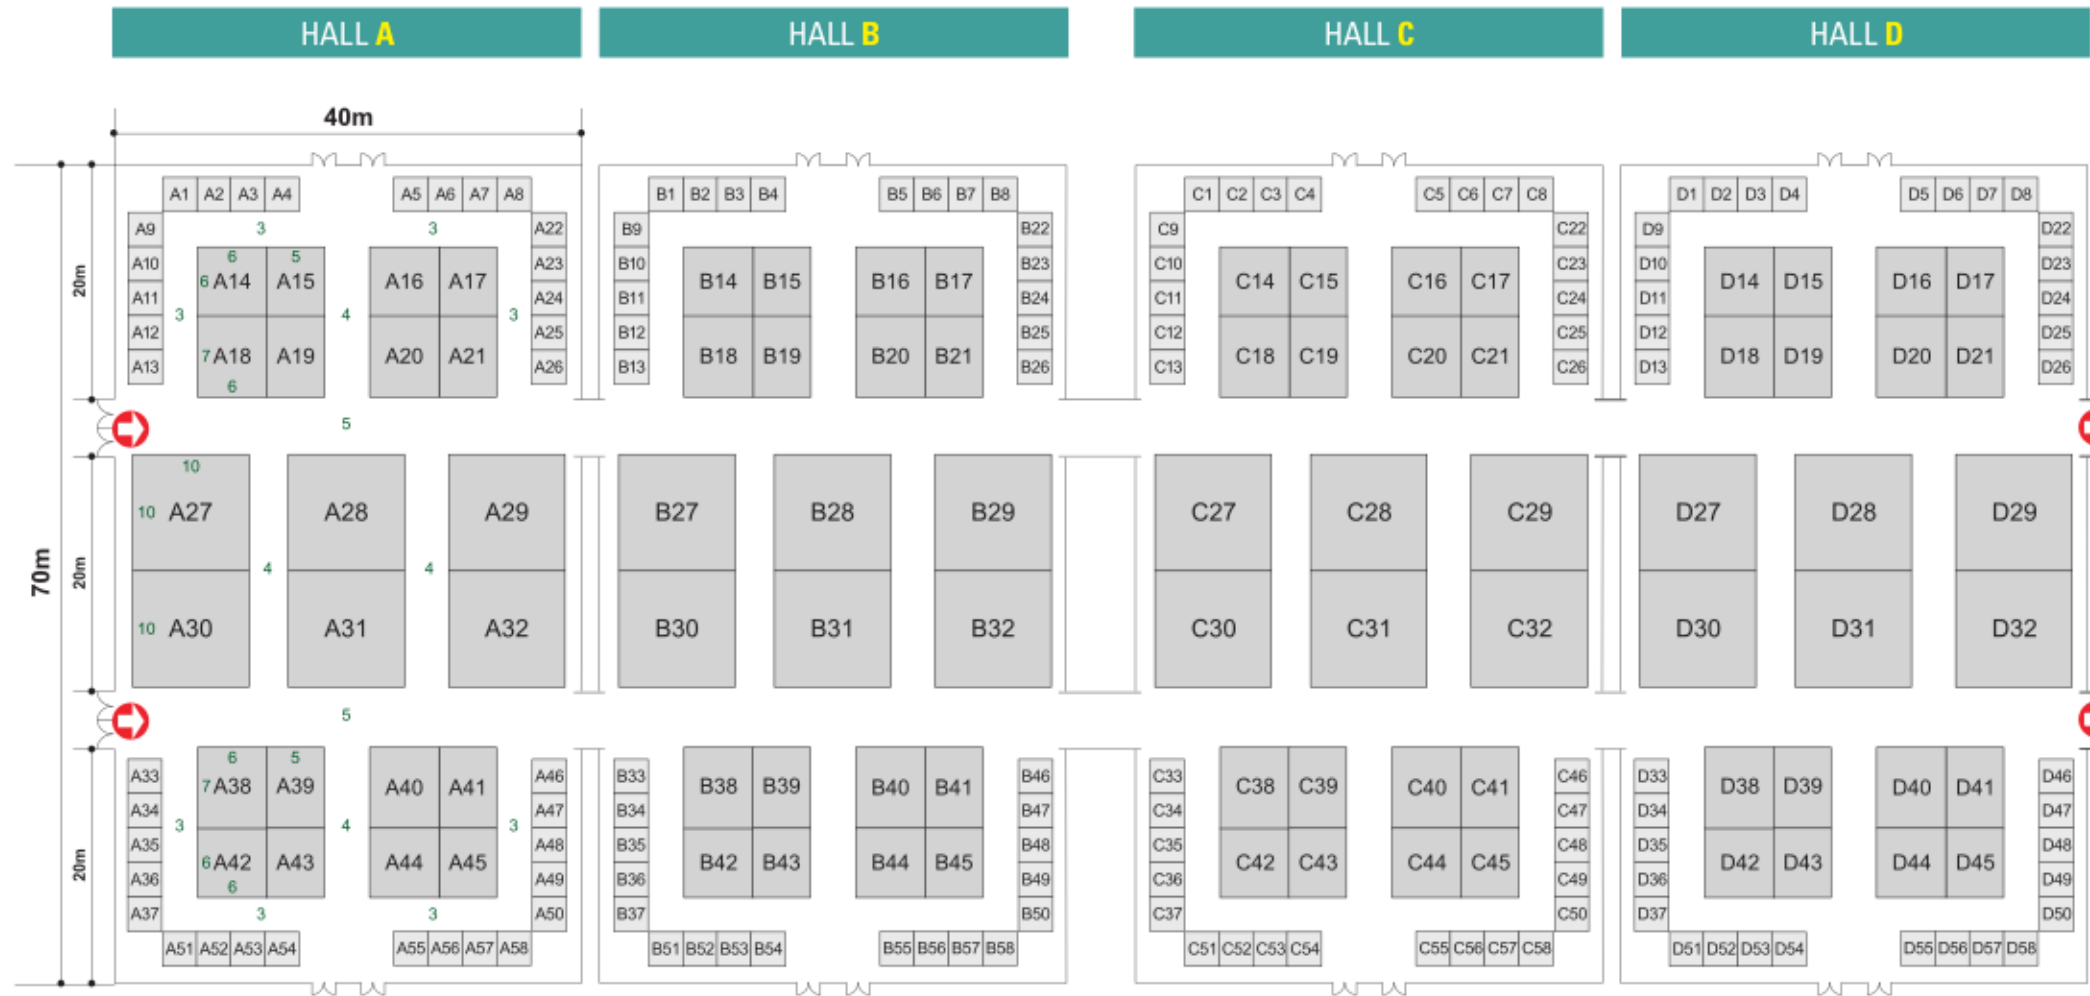 HALL A HALL B HALL C HALL D
40m
A1 A2 A3 A4 A5 A6 A7 A8 B1 B2 B3 B4 B5 B6 B7 B8 C1 C2 C3 C4 C5 C6 C7 C8 D1 D2 D3 D4 D5 D6 D7 D8
A9 3 3 A22 B9 B22 C9 C22 D9 D22
6 5
A10 A23 B10 B23 C10 C23 D10 D23
20m 6 A14 A15 A16 A17 B14 B15 B16 B17 C14 C15 C16 C17 D14 D15 D16 D17
A11 A24 B11 B24 C11 C24 D11 D24
3 4 3
A12 A25 B12 B25 C12 C25 D12 D25
7 A18 A19 A20 A21 B18 B19 B20 B21 C18 C19 C20 C21 D18 D19 D20 D21
A13 A26 B13 B26 C13 C26 D13 D26
6
5
10
10 A27 A28 A29 B27 B28 B29 C27 C28 C29 D27 D28 D29
70m 20m 4 4
10 A30 A31 A32 B30 B31 B32 C30 C31 C32 D30 D31 D32
5
6 5
A33 A46 B33 B46 C33 C46 D33 D46
7 A38 A39 A40 A41 B38 B39 B40 B41 C38 C39 C40 C41 D38 D39 D40 D41
A34 A47 B34 B47 C34 C47 D34 D47
3 4 3
A35 A48 B35 B48 C35 C48 D35 D48
20m 6 A42 A43 A44 A45 B42 B43 B44 B45 C42 C43 C44 C45 D42 D43 D44 D45
A36 A49 B36 B49 C36 C49 D36 D49
6
A37 3 3 A50 B37 B50 C37 C50 D37 D50
A51 A52 A53 A54 A55 A56 A57 A58 B51 B52 B53 B54 B55 B56 B57 B58 C51 C52 C53 C54 C55 C56 C57 C58 D51 D52 D53 D54 D55 D56 D57 D58